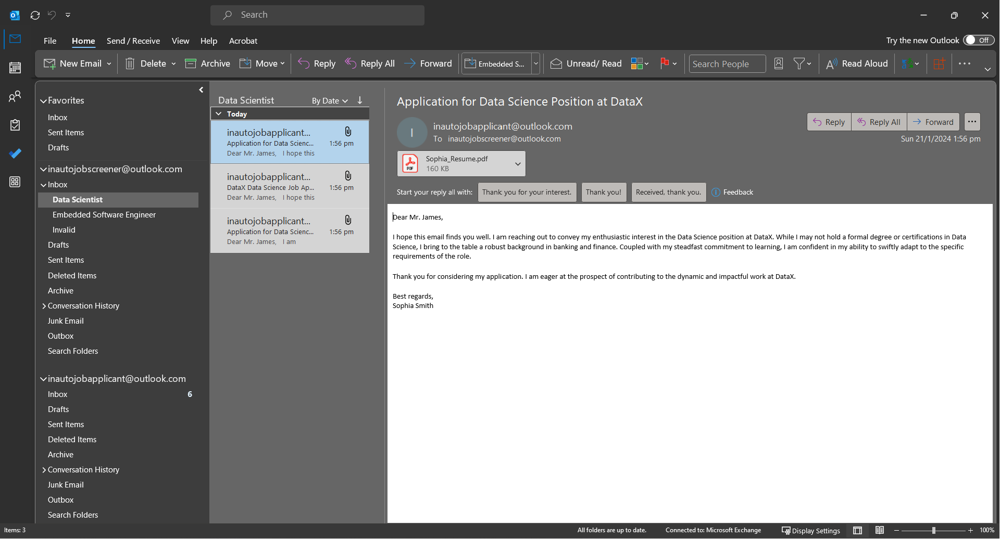 Search
File Home Send / Receive View Help Acrobat
Try the new Outlook Off
New Email Delete Archive Move Reply Reply All Forward Embedded S... Unread/ Read Search People Read Aloud ...
Favorites
Inbox
Sent Items
Drafts
inautojobscreener@outlook.com
Inbox
Data Scientist
Embedded Software Engineer
Invalid
Drafts
Sent Items
Deleted Items
Archive
Conversation History
Junk Email
Outbox
Search Folders
inautojobapplicant@outlook.com
Inbox 6
Drafts
Sent Items
Deleted Items
Archive
Conversation History
Junk Email
Outbox
Search Folders
Data Scientist By Date
Today
inautojobapplicant...
Application for Data Scienc... 1:56 pm
Dear Mr. James, I hope this
inautojobapplicant...
DataX Data Science Job Ap... 1:56 pm
Dear Mr. James, I hope this
inautojobapplicant...
Application for Data Scienc... 1:56 pm
Dear Mr. James, I am
Application for Data Science Position at DataX
I
inautojobapplicant@outlook.com
To inautojobscreener@outlook.com
Reply Reply All Forward ...
Sun 21/1/2024 1:56 pm
PDF
Sophia_Resume.pdf
160 KB
Start your reply all with: Thank you for your interest. Thank you! Received, thank you. Feedback
Dear Mr. James,
I hope this email finds you well. I am reaching out to convey my enthusiastic interest in the Data Science position at DataX. While I may not hold a formal degree or certifications in Data
Science, I bring to the table a robust background in banking and finance. Coupled with my steadfast commitment to learning, I am confident in my ability to swiftly adapt to the specific
requirements of the role.
Thank you for considering my application. I am eager at the prospect of contributing to the dynamic and impactful work at DataX.
Best regards,
Sophia Smith
Items: 3 All folders are up to date. Connected to: Microsoft Exchange Display Settings 100%